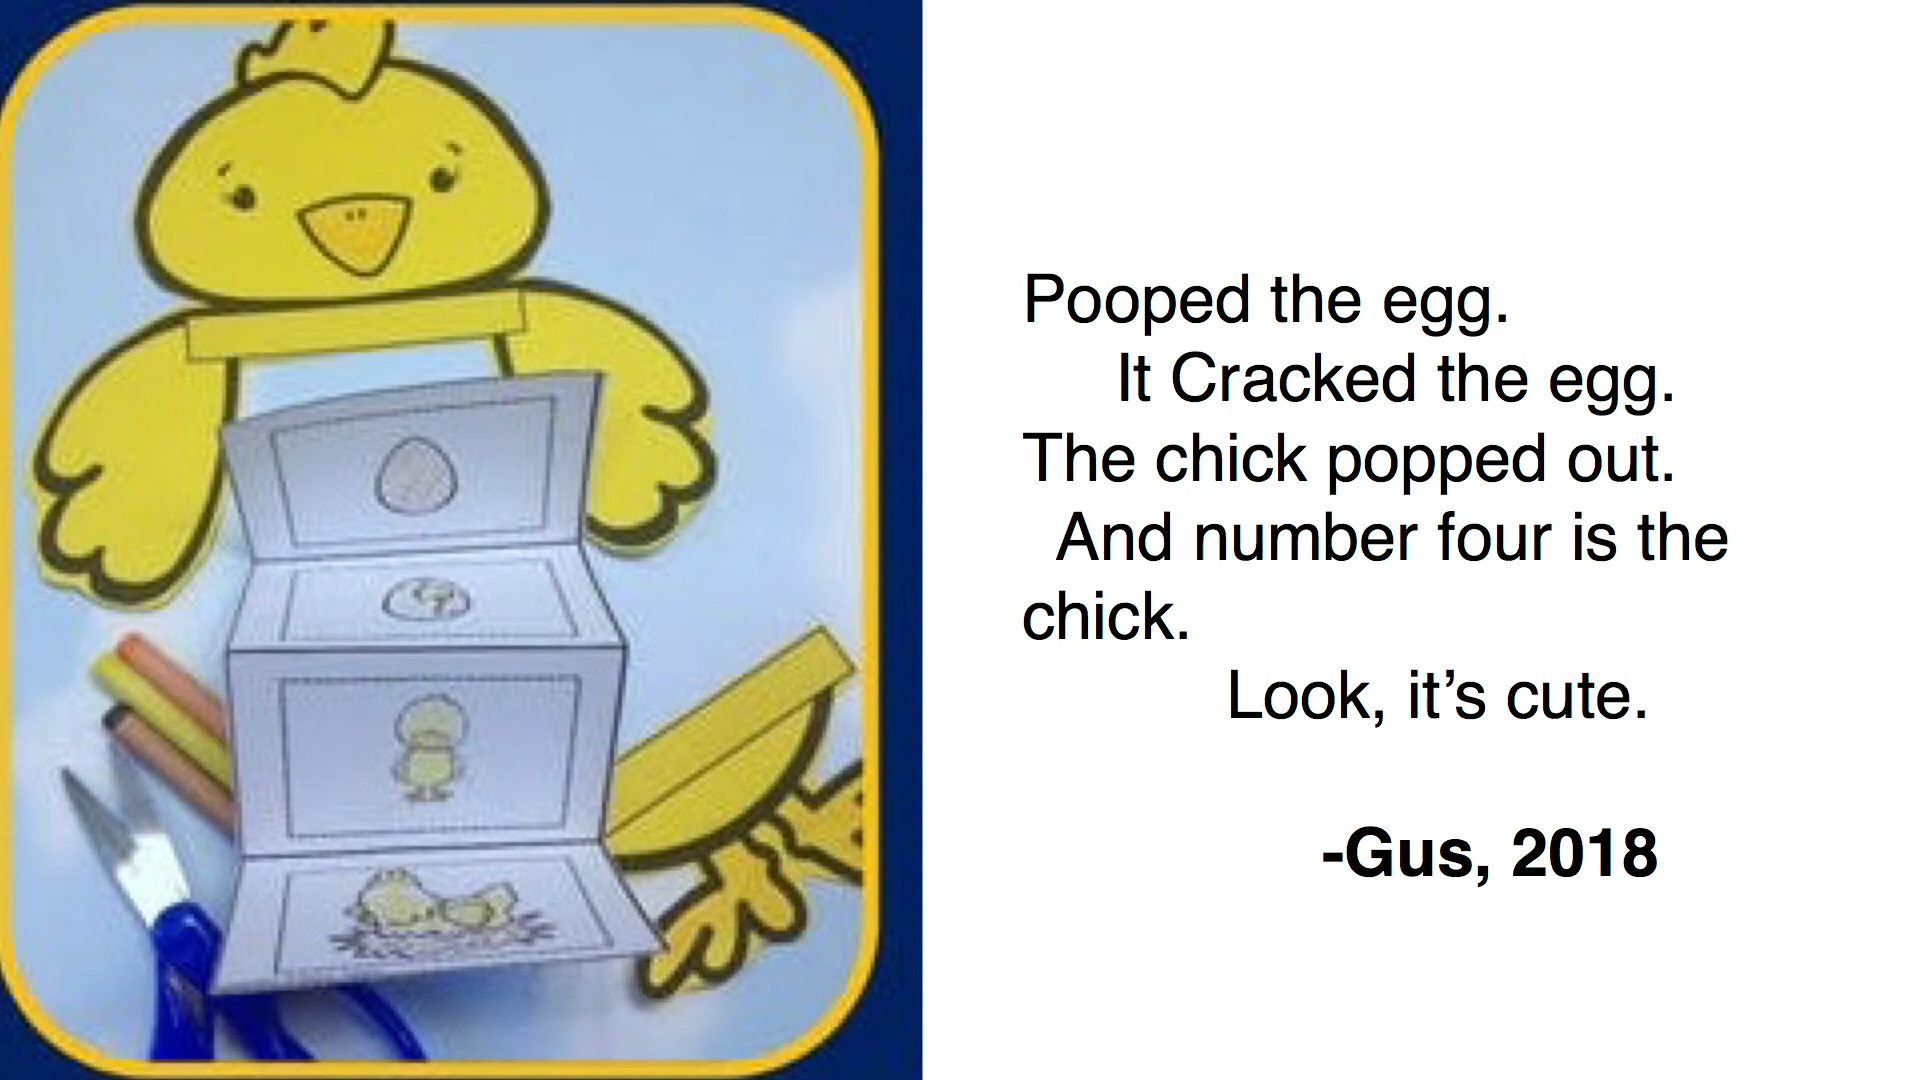 Pooped the egg.
It Cracked the egg.
The chick popped out.
And number four is the
chick.
Look, it’s cute.
-Gus, 2018